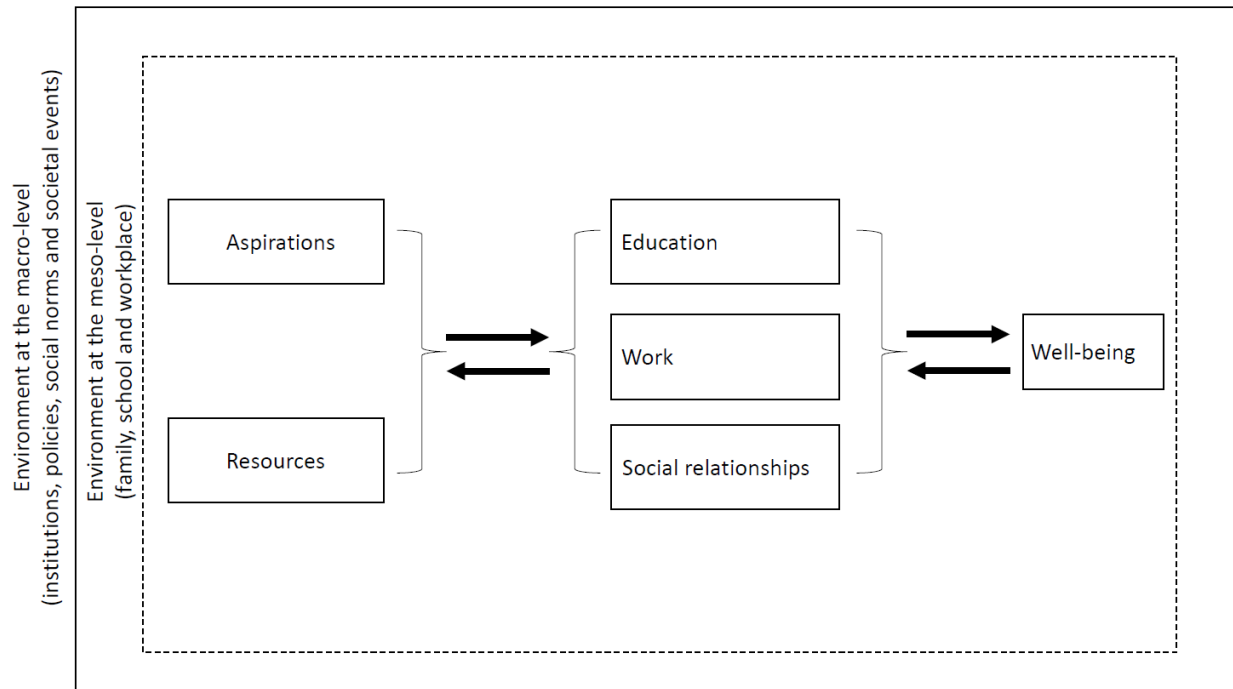 Environment at the macro-level
(institutions, policies, social norms and societal events)
Environment at the meso-level
(family, school and workplace)
Aspirations
Resources
Education
Work
Social relationships
Well-being